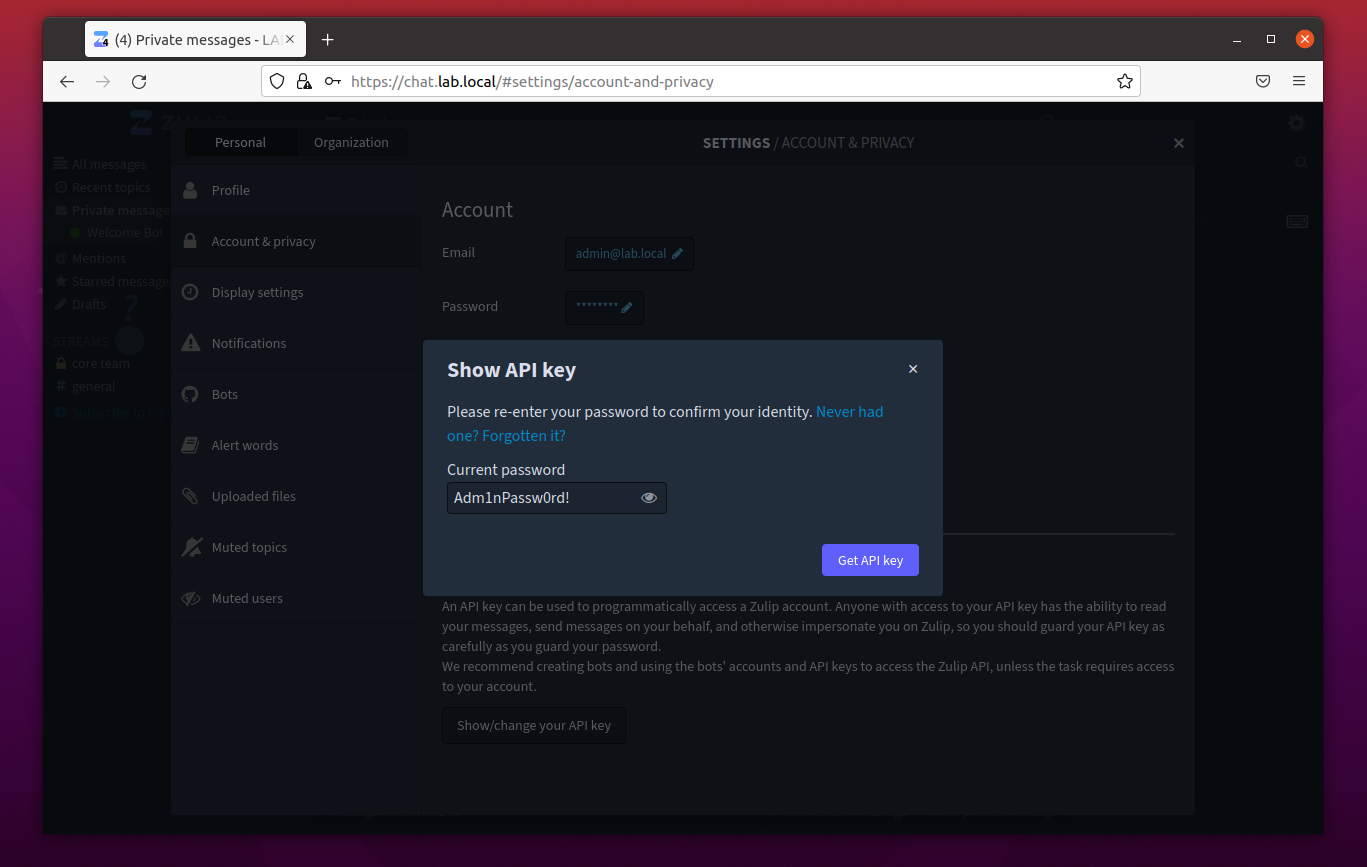 (4) Private messages - LA
https://chat.lab.local/#settings/account-and-privacy
Personal
Organization
SETTINGS / ACCOUNT & PRIVACY
All messages
Recent topics
Private message
Welcome Bot
Mentions
Starred message
Drafts
STREAMS
core team
# general
Profile
Account & privacy
Display settings
Notifications
Bots
Alert words
Uploaded files
Muted topics
Muted users
Account
Email
admin@lab.local
Password
********
Show API key
Please re-enter your password to confirm your identity. Never had
one? Forgotten it?
Current password
Adm1nPassw0rd!
Get API key
An API key can be used to programmatically access a Zulip account. Anyone with access to your API key has the ability to read
your messages, send messages on your behalf, and otherwise impersonate you on Zulip, so you should guard your API key as
carefully as you guard your password.
We recommend creating bots and using the bots' accounts and API keys to access the Zulip API, unless the task requires access
to your account.
Show/change your API key